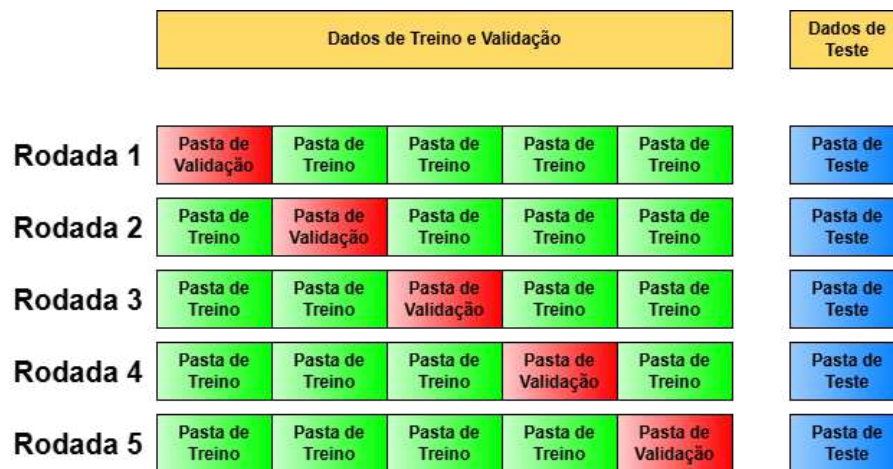 Dados de Treino e Validação
Dados de
Teste
Rodada 1
Pasta de
Validação
Pasta de
Treino
Pasta de
Treino
Pasta de
Treino
Pasta de
Treino
Pasta de
Teste
Rodada 2
Pasta de
Treino
Pasta de
Validação
Pasta de
Treino
Pasta de
Treino
Pasta de
Treino
Pasta de
Teste
Rodada 3
Pasta de
Treino
Pasta de
Treino
Pasta de
Validação
Pasta de
Treino
Pasta de
Treino
Pasta de
Teste
Rodada 4
Pasta de
Treino
Pasta de
Treino
Pasta de
Treino
Pasta de
Validação
Pasta de
Treino
Pasta de
Teste
Rodada 5
Pasta de
Treino
Pasta de
Treino
Pasta de
Treino
Pasta de
Treino
Pasta de
Validação
Pasta de
Teste